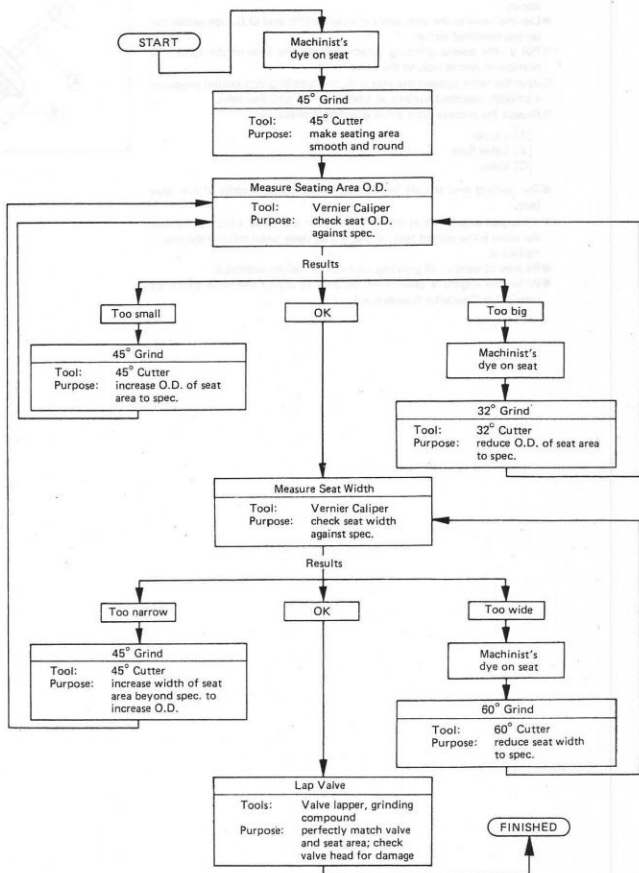 START
Machinist's
dye on seat
45° Grind
Tool: 45° Cutter
Purpose: make seating area
smooth and round
Measure Seating Area O.D.
Tool: Vernier Caliper
Purpose: check seat O.D.
against spec.
Results
Too small
OK
Too big
45° Grind
Tool: 45° Cutter
Purpose: increase O.D. of seat
area to spec.
Machinist's
dye on seat
32° Grind
Tool: 32° Cutter
Purpose: reduce O.D. of seat area
to spec.
Measure Seat Width
Tool: Vernier Caliper
Purpose: check seat width
against spec.
Results
Too narrow
OK
Too wide
45° Grind
Tool: 45° Cutter
Purpose: increase width of seat
area beyond spec. to
increase O.D.
Machinist's
dye on seat
60° Grind
Tool: 60° Cutter
Purpose: reduce seat width
to spec.
Lap Valve
Tools: Valve lapper, grinding
compound
Purpose: perfectly match valve
and seat area; check
valve head for damage
FINISHED